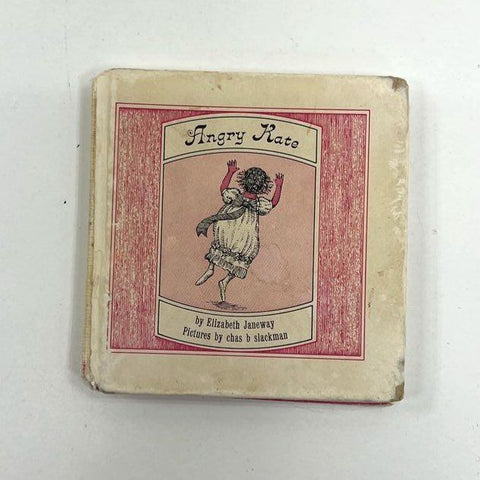 Angry Kate
by Elizabeth Janeway
Pictures by chas b slackman